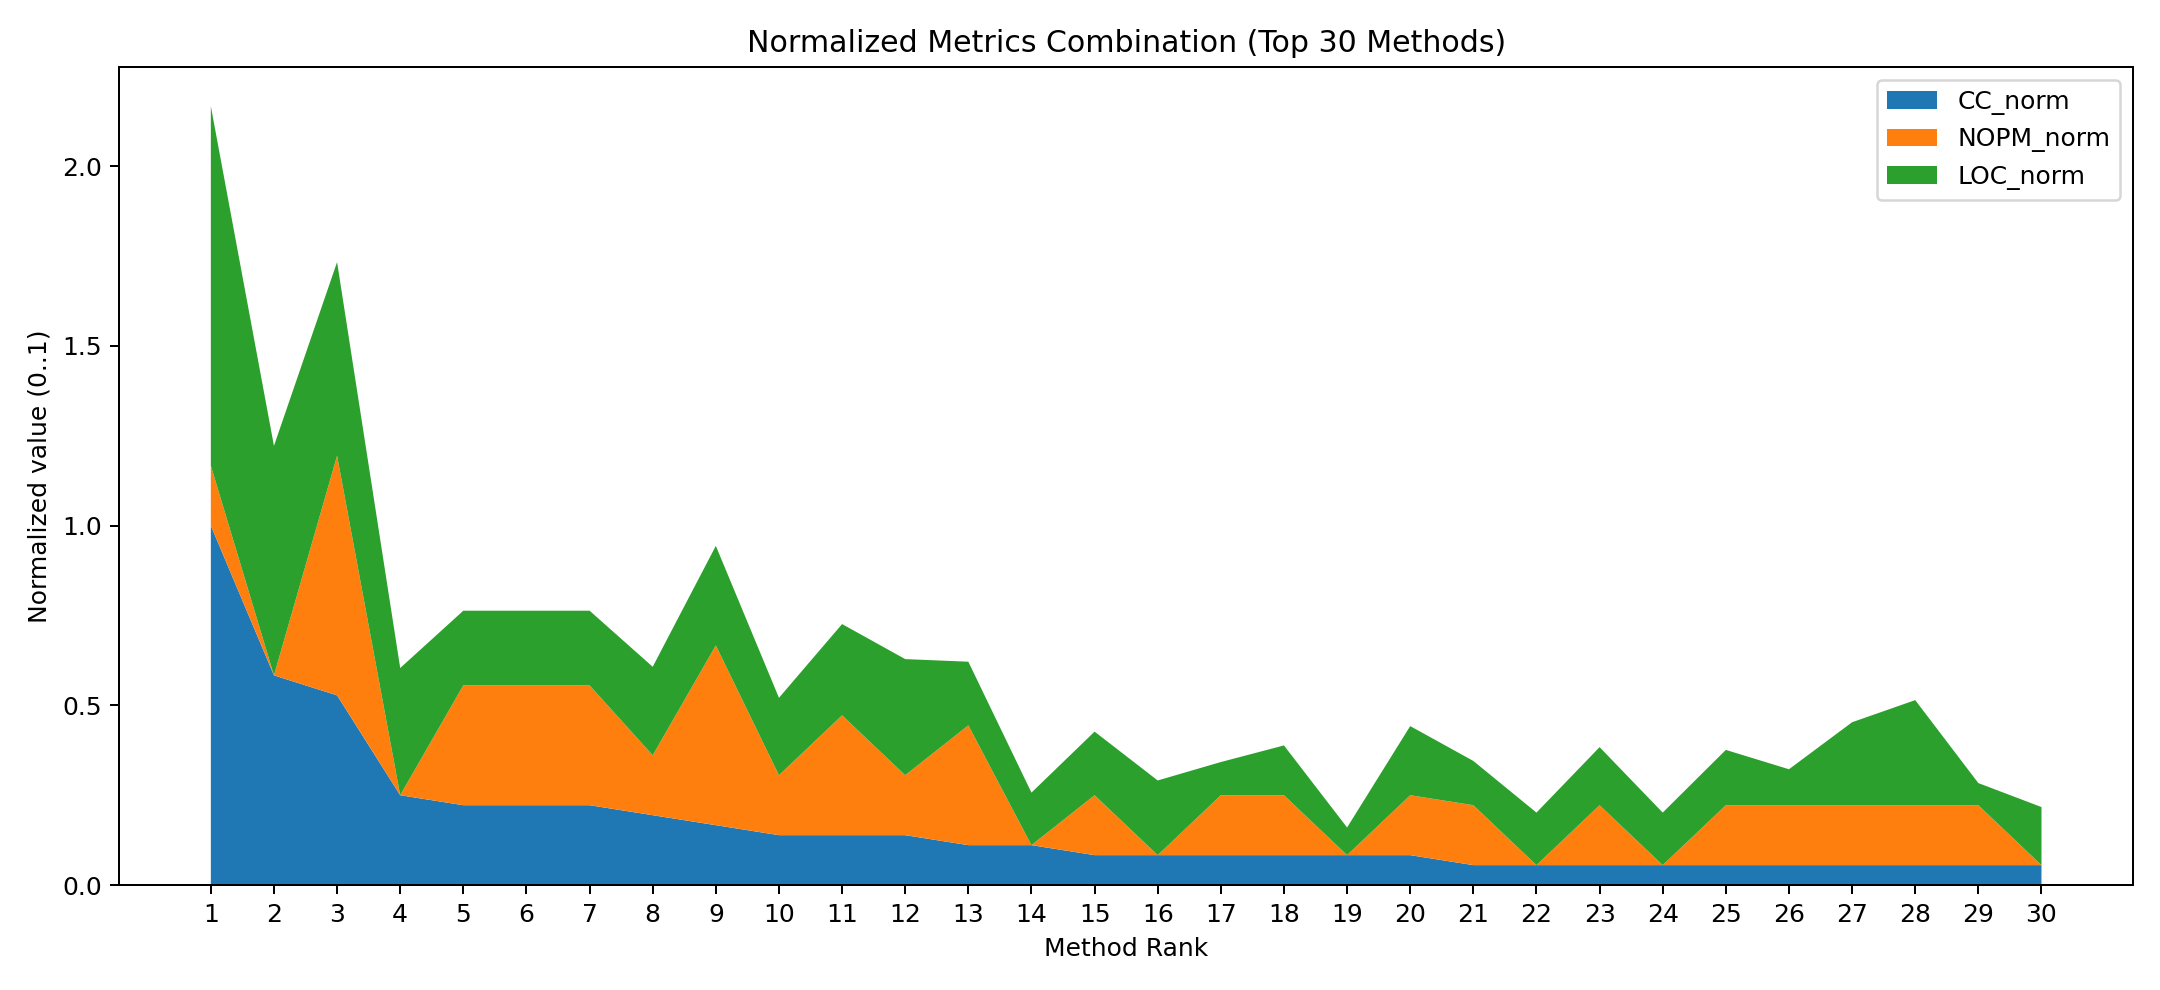 Normalized Metrics Combination (Top 30 Methods)
CC_norm
NOPM_norm
LOC_norm
Normalized value (0..1)
2.0
1.5
1.0
0.5
0.0
1 2 3 4 5 6 7 8 9 10 11 12 13 14 15 16 17 18 19 20 21 22 23 24 25 26 27 28 29 30
Method Rank